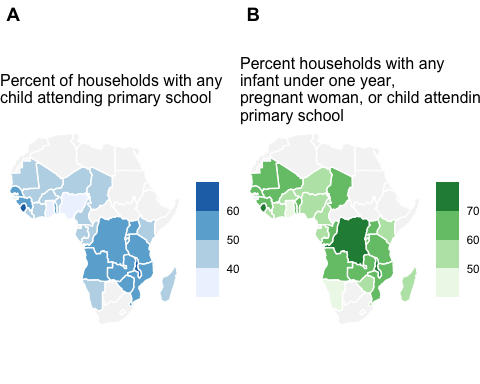 A
B
Percent of households with any
child attending primary school
Percent households with any
infant under one year,
pregnant woman, or child attendin
primary school
60
50
40
70
60
50